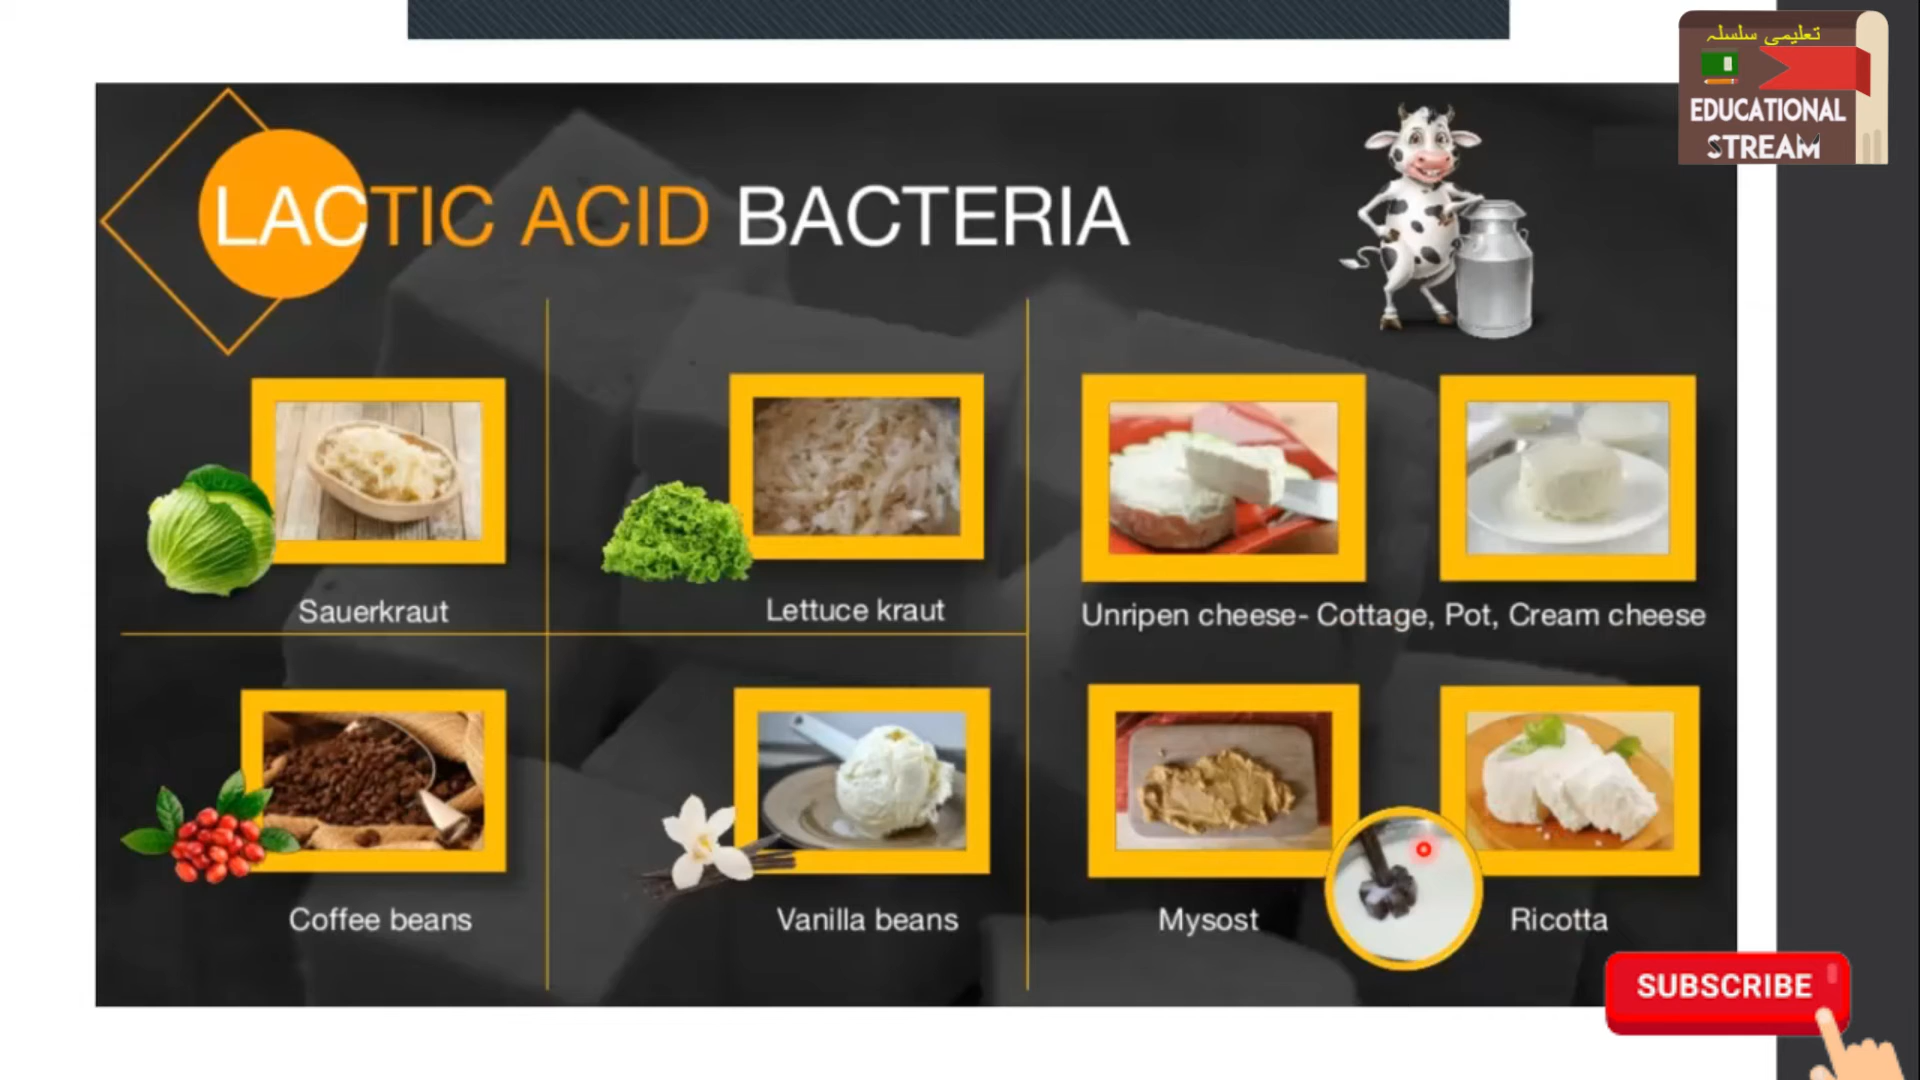 تعلیمی سلسلہ
EDUCATIONAL
STREAM
LACTIC ACID BACTERIA
Sauerkraut
Lettuce kraut
Unripen cheese- Cottage, Pot, Cream cheese
Coffee beans
Vanilla beans
Mysost
Ricotta
SUBSCRIBE